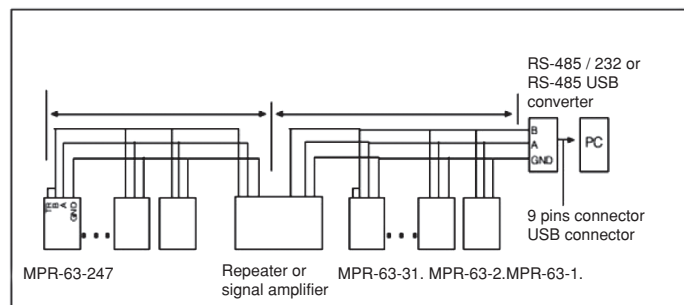 RS-485 / 232 or
RS-485 USB
converter
B
A
GND
PC
TR
B
A
GND
9 pins connector
USB connector
MPR-63-247
Repeater or
signal amplifier
MPR-63-31. MPR-63-2.MPR-63-1.